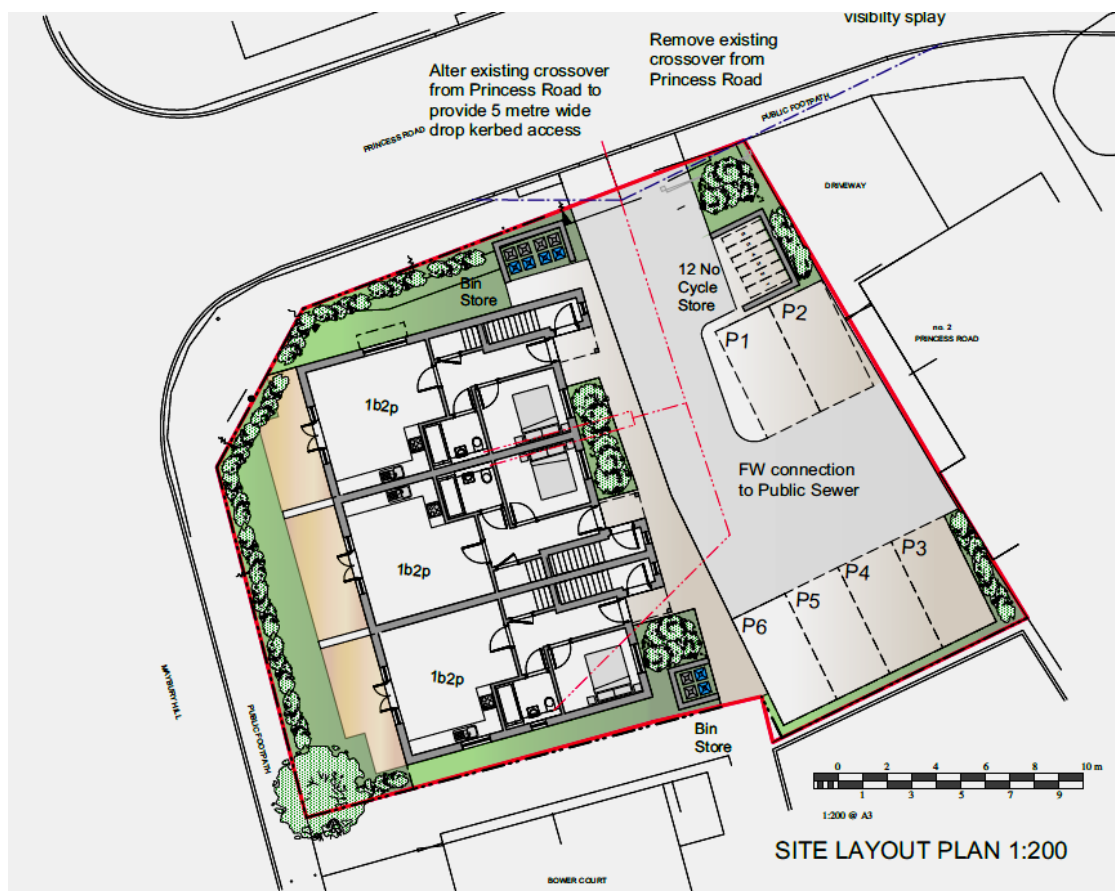 visibilty splay
Remove existing
crossover from
Princess Road
Alter existing crossover
from Princess Road to
provide 5 metre wide
drop kerbed access
PUBLIC FOOTPATH
PRINCESS ROAD
DRIVEWAY
Bin
Store
12 No
Cycle
Store
P2
P1
no. 2
PRINCESS ROAD
1b2p
FW connection
to Public Sewer
P3
P4
P5
P6
1b2p
1b2p
MAYBURY HILL
PUBLIC FOOTPATH
Bin
Store
0 2 4 6 8 10 m
1 3 5 7 9
1:200 @ A3
SITE LAYOUT PLAN 1:200
BOWER COURT